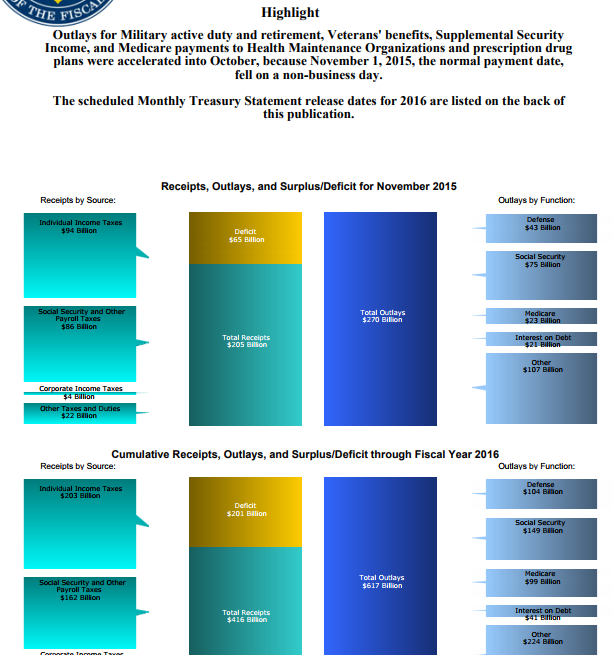 OF THE FISCAL
Highlight
Outlays for Military active duty and retirement, Veterans' benefits, Supplemental Security
Income, and Medicare payments to Health Maintenance Organizations and prescription drug
plans were accelerated into October, because November 1, 2015, the normal payment date,
fell on a non-business day.
The scheduled Monthly Treasury Statement release dates for 2016 are listed on the back of
this publication.
Receipts, Outlays, and Surplus/Deficit for November 2015
Receipts by Source:
Individual Income Taxes
$94 Billion
Social Security and Other
Payroll Taxes
$86 Billion
Corporate Income Taxes
$4 Billion
Other Taxes and Duties
$22 Billion
Deficit
$65 Billion
Total Receipts
$205 Billion
Total Outlays
$270 Billion
Outlays by Function:
Defense
$43 Billion
Social Security
$75 Billion
Medicare
$23 Billion
Interest on Debt
$21 Billion
Other
$107 Billion
Cumulative Receipts, Outlays, and Surplus/Deficit through Fiscal Year 2016
Receipts by Source:
Individual Income Taxes
$203 Billion
Social Security and Other
Payroll Taxes
$162 Billion
Corporate Income Taxes
Deficit
$201 Billion
Total Receipts
$416 Billion
Total Outlays
$617 Billion
Outlays by Function:
Defense
$104 Billion
Social Security
$149 Billion
Medicare
$99 Billion
Interest on Debt
$41 Billion
Other
$224 Billion